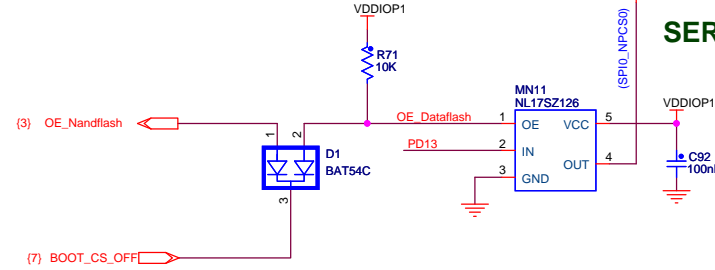 VDDIOP1
(SPI0_NPCS0)
SER
R71
10K
MN11
NL17SZ126
VDDIOP1
{3} OE_Nandflash
OE_Dataflash
1 OE VCC 5
PD13
2 IN
OUT 4
3 GND
C92
100n
1 2
D1
BAT54C
3
{7} BOOT_CS_OFF